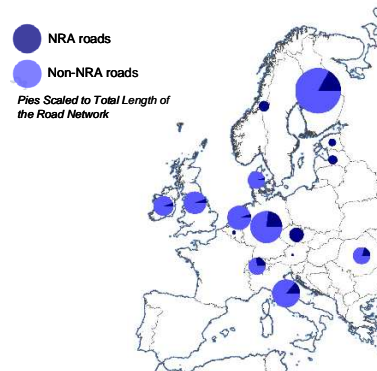 NRA roads
Non-NRA roads
Pies Scaled to Total Length of
the Road Network